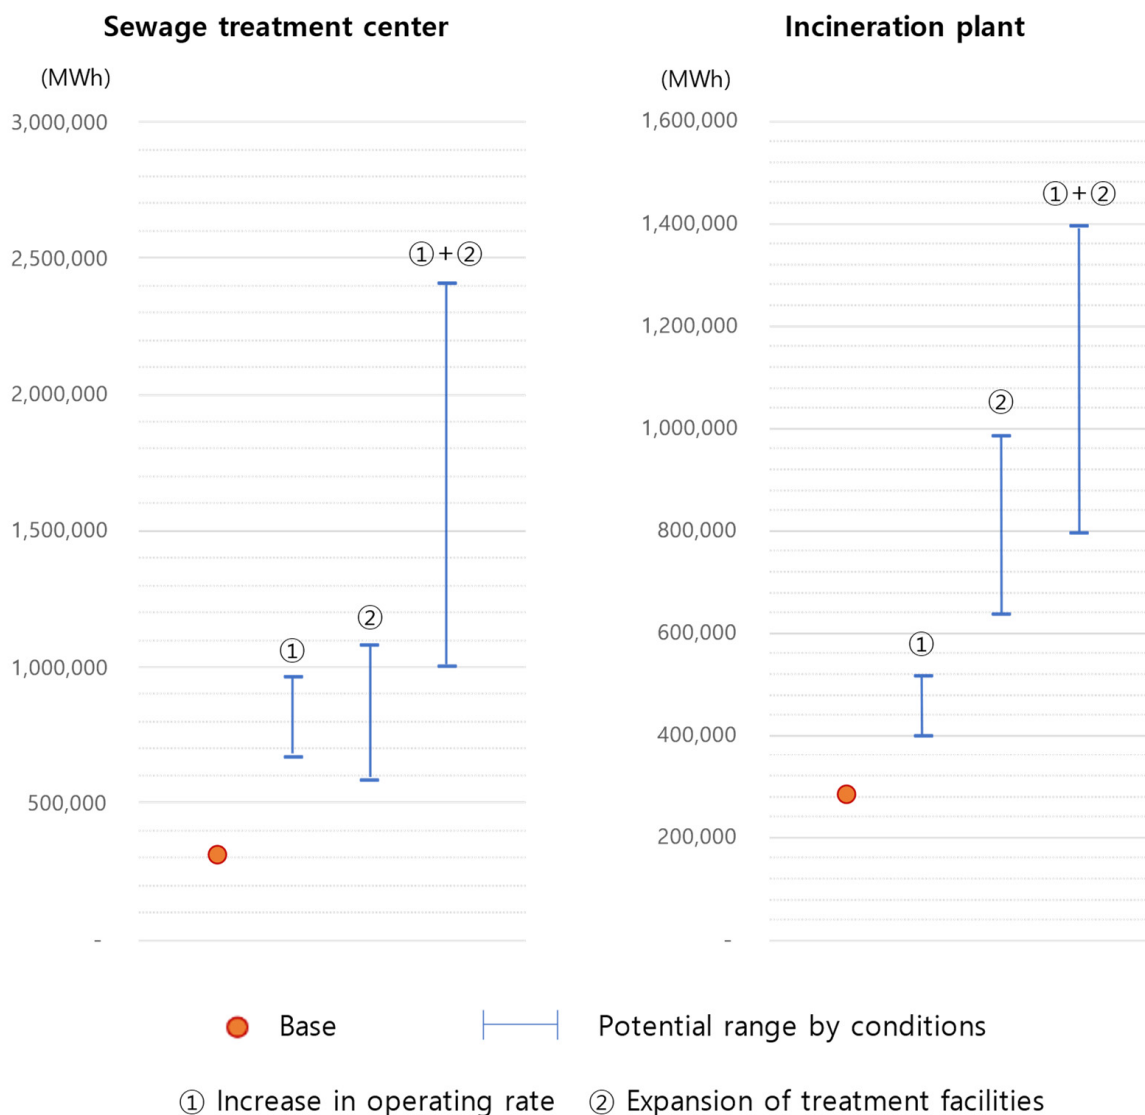 Sewage treatment center
(MWh)
3,000,000
2,500,000
2,000,000
1,500,000
1,000,000
500,000
-
① + ②
②
①
Incineration plant
(MWh)
1,600,000
1,400,000
1,200,000
1,000,000
800,000
600,000
400,000
200,000
-
① + ②
②
①
Base
Potential range by conditions
① Increase in operating rate ② Expansion of treatment facilities